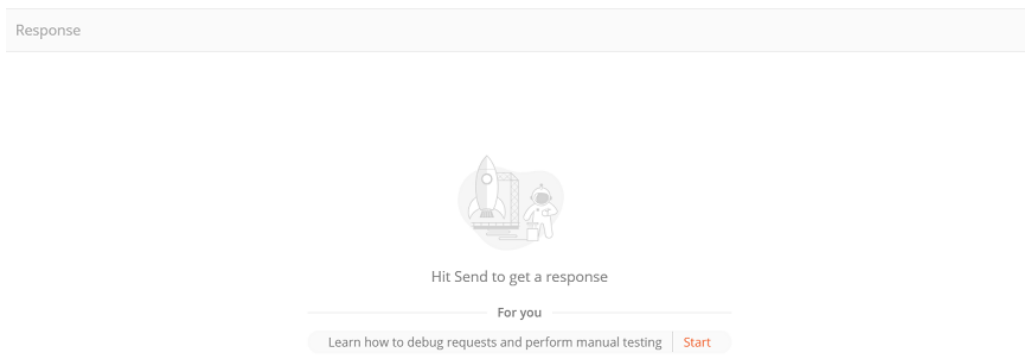 Response
Hit Send to get a response
For you
Learn how to debug requests and perform manual testing Start